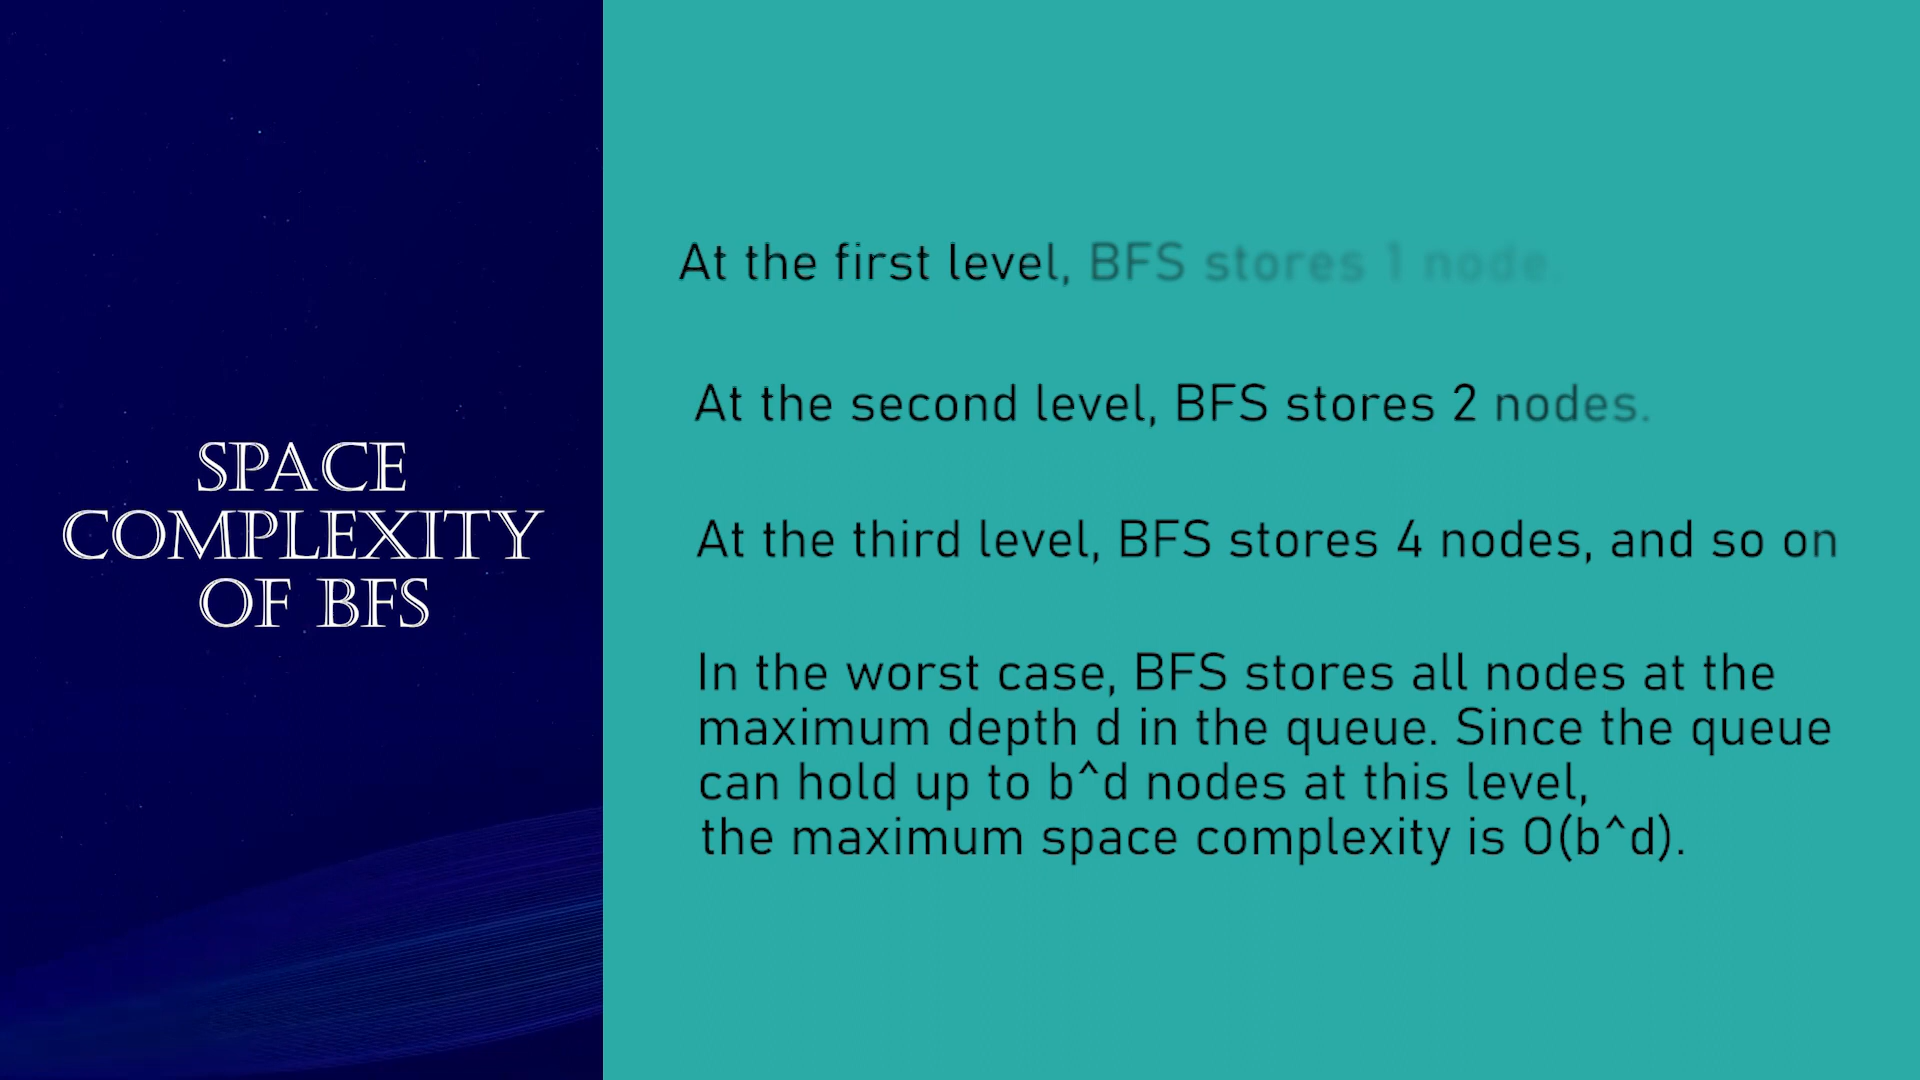 SPACE
COMPLEXITY
OF BFS
At the first level, BFS stores 1 node.
At the second level, BFS stores 2 nodes.
At the third level, BFS stores 4 nodes, and so on
In the worst case, BFS stores all nodes at the
maximum depth d in the queue. Since the queue
can hold up to b^d nodes at this level,
the maximum space complexity is O(b^d).